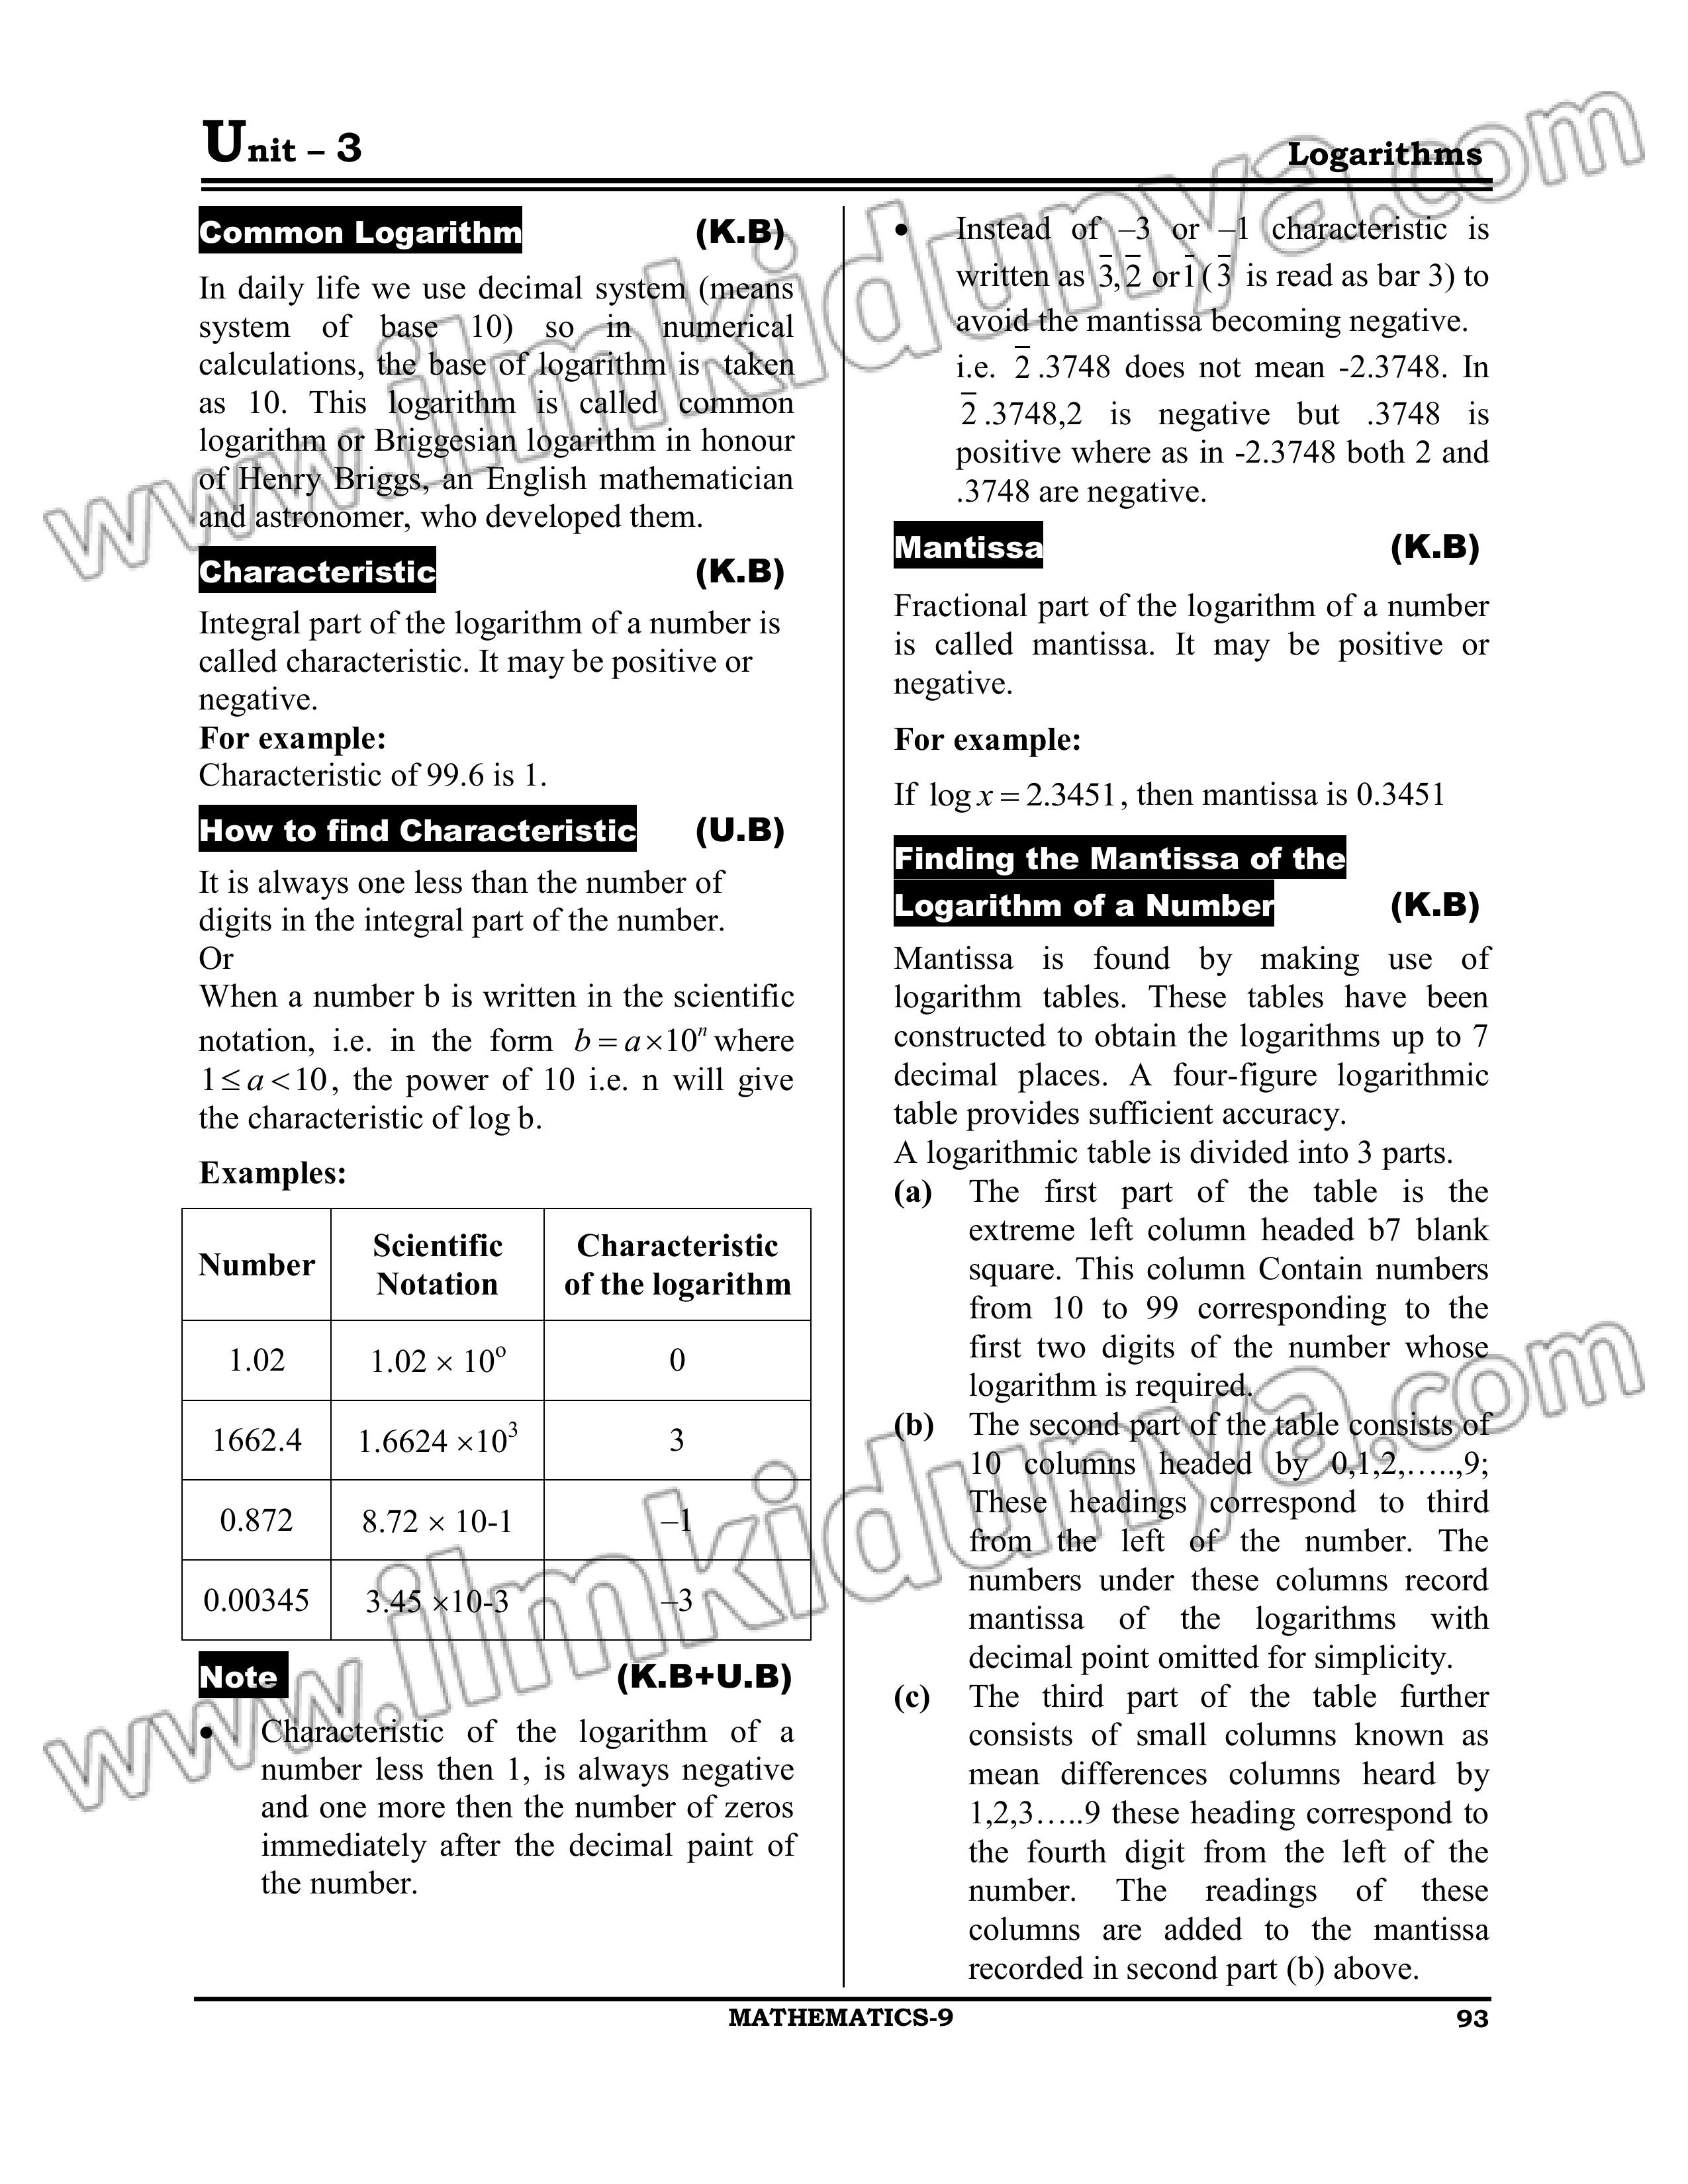 Unit – 3
Logarithms
Common Logarithm (K.B)
In daily life we use decimal system (means
system of base 10) so in numerical
calculations, the base of logarithm is taken
as 10. This logarithm is called common
logarithm or Briggesian logarithm in honour
of Henry Briggs, an English mathematician
and astronomer, who developed them.
Characteristic (K.B)
Integral part of the logarithm of a number is
called characteristic. It may be positive or
negative.
For example:
Characteristic of 99.6 is 1.
How to find Characteristic (U.B)
It is always one less than the number of
digits in the integral part of the number.
Or
When a number b is written in the scientific
notation, i.e. in the form b = a×10ⁿ where
1 ≤ a < 10, the power of 10 i.e. n will give
the characteristic of log b.
Examples:
Number Scientific Notation Characteristic of the logarithm
1.02 1.02 × 10º 0
1662.4 1.6624 ×10³ 3
0.872 8.72 × 10-1 –1
0.00345 3.45 ×10-3 –3
Note (K.B+U.B)
• Characteristic of the logarithm of a
number less then 1, is always negative
and one more then the number of zeros
immediately after the decimal paint of
the number.
• Instead of –3 or –1 characteristic is
written as 3̅, 2̅ or 1̅ ( 3̅ is read as bar 3) to
avoid the mantissa becoming negative.
i.e. 2̅ .3748 does not mean -2.3748. In
2̅ .3748,2 is negative but .3748 is
positive where as in -2.3748 both 2 and
.3748 are negative.
Mantissa (K.B)
Fractional part of the logarithm of a number
is called mantissa. It may be positive or
negative.
For example:
If log x = 2.3451, then mantissa is 0.3451
Finding the Mantissa of the
Logarithm of a Number (K.B)
Mantissa is found by making use of
logarithm tables. These tables have been
constructed to obtain the logarithms up to 7
decimal places. A four-figure logarithmic
table provides sufficient accuracy.
A logarithmic table is divided into 3 parts.
(a) The first part of the table is the
extreme left column headed b7 blank
square. This column Contain numbers
from 10 to 99 corresponding to the
first two digits of the number whose
logarithm is required.
(b) The second part of the table consists of
10 columns headed by 0,1,2,…..,9;
These headings correspond to third
from the left of the number. The
numbers under these columns record
mantissa of the logarithms with
decimal point omitted for simplicity.
(c) The third part of the table further
consists of small columns known as
mean differences columns heard by
1,2,3…..9 these heading correspond to
the fourth digit from the left of the
number. The readings of these
columns are added to the mantissa
recorded in second part (b) above.
MATHEMATICS-9
93
www.ilmkidunya.com
www.ilmkidunya.com